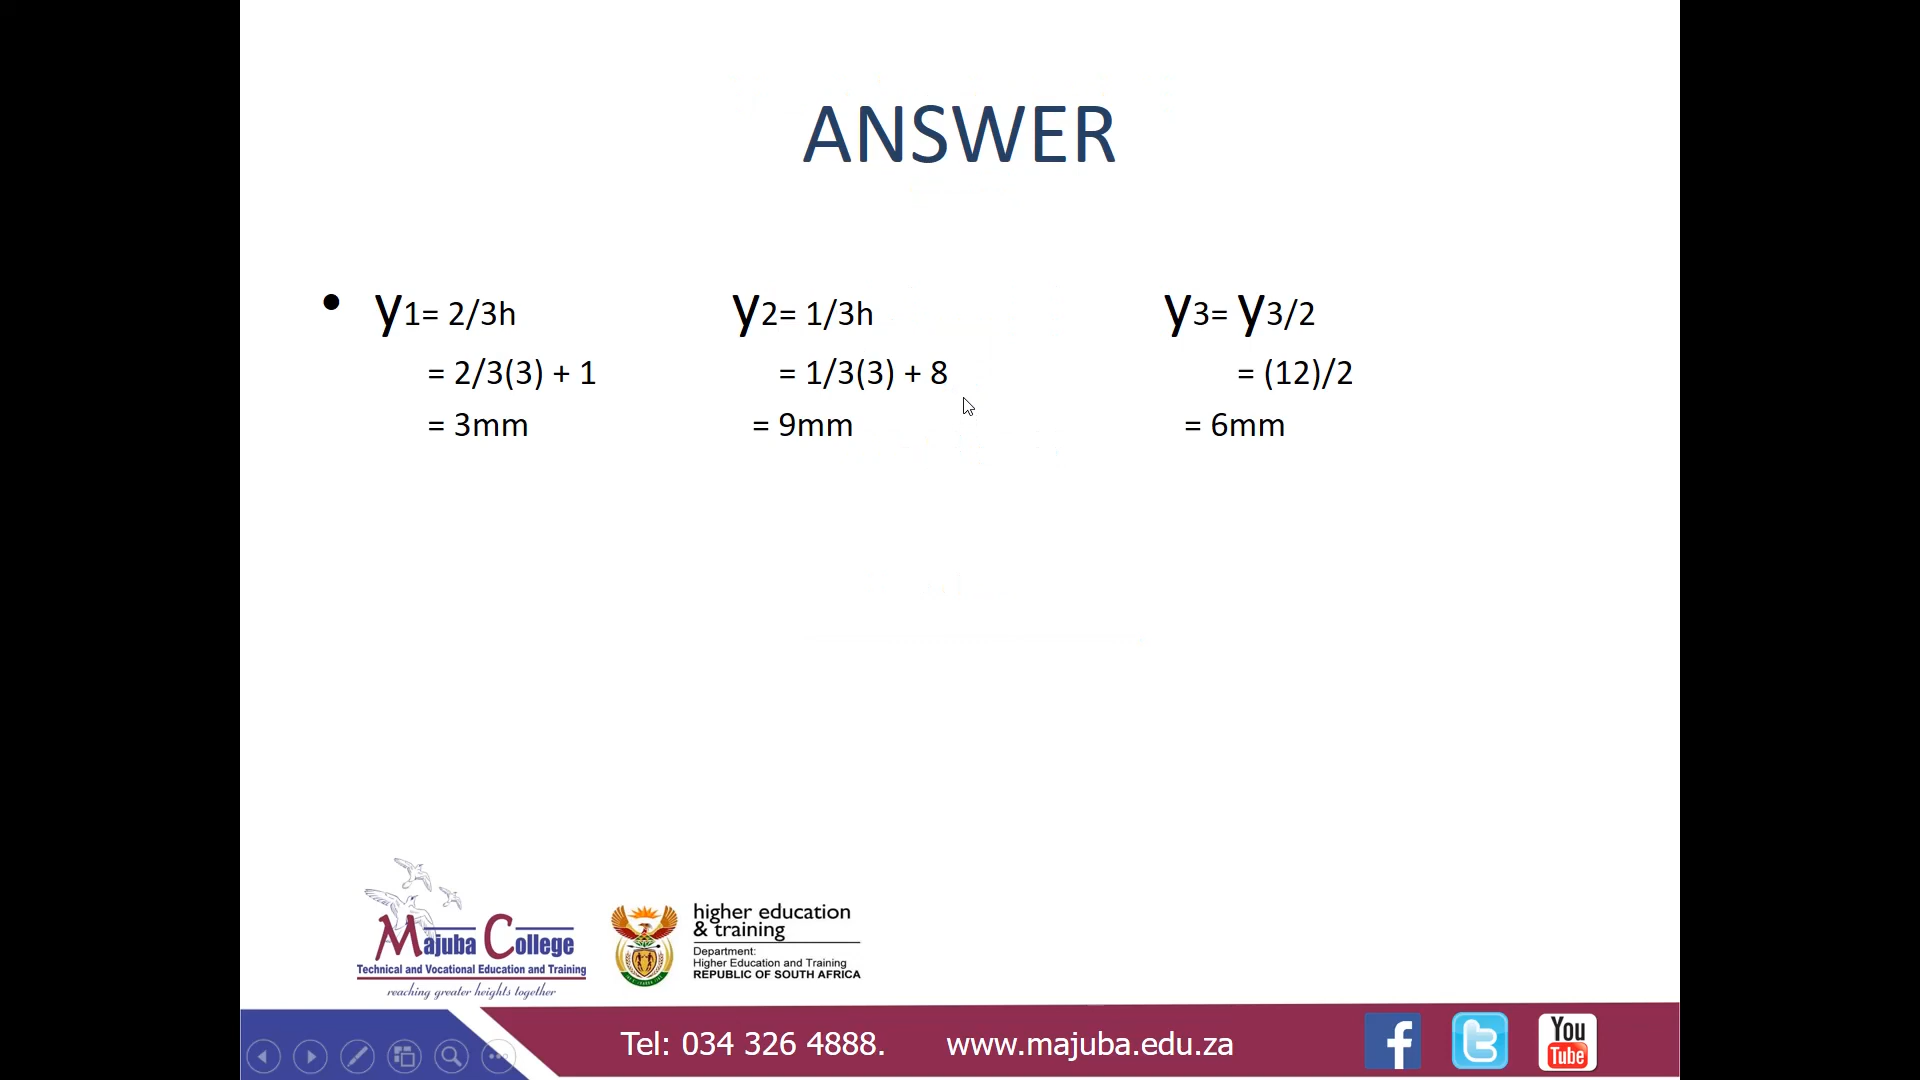 ANSWER
• y1= 2/3h y2= 1/3h y3= y3/2
= 2/3(3) + 1 = 1/3(3) + 8 = (12)/2
= 3mm = 9mm = 6mm
Majuba College
Technical and Vocational Education and Training
reaching greater heights together
higher education
& training
Department:
Higher Education and Training
REPUBLIC OF SOUTH AFRICA
Tel: 034 326 4888. www.majuba.edu.za
f
t
You
Tube